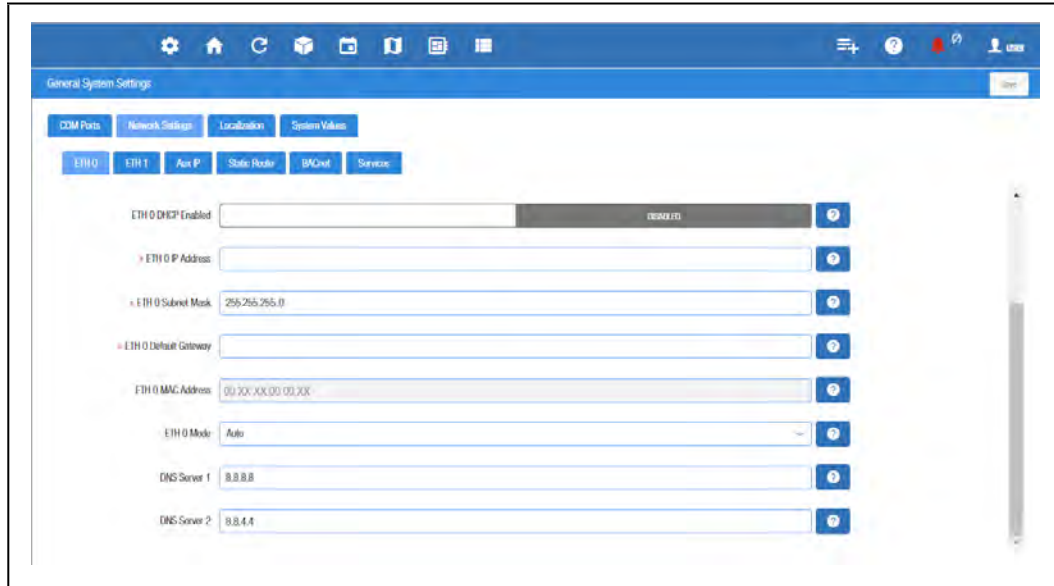 USER
General System Settings
Save
COM Ports Network Settings Localization System Values
ETH 0 ETH 1 Aux IP Static Route BACnet Services
ETH 0 DHCP Enabled DISABLED
* ETH 0 IP Address
* ETH 0 Subnet Mask 255.255.255.0
* ETH 0 Default Gateway
ETH 0 MAC Address 00:XX:XX:00:00:XX
ETH 0 Mode Auto
DNS Server 1 8.8.8.8
DNS Server 2 8.8.4.4